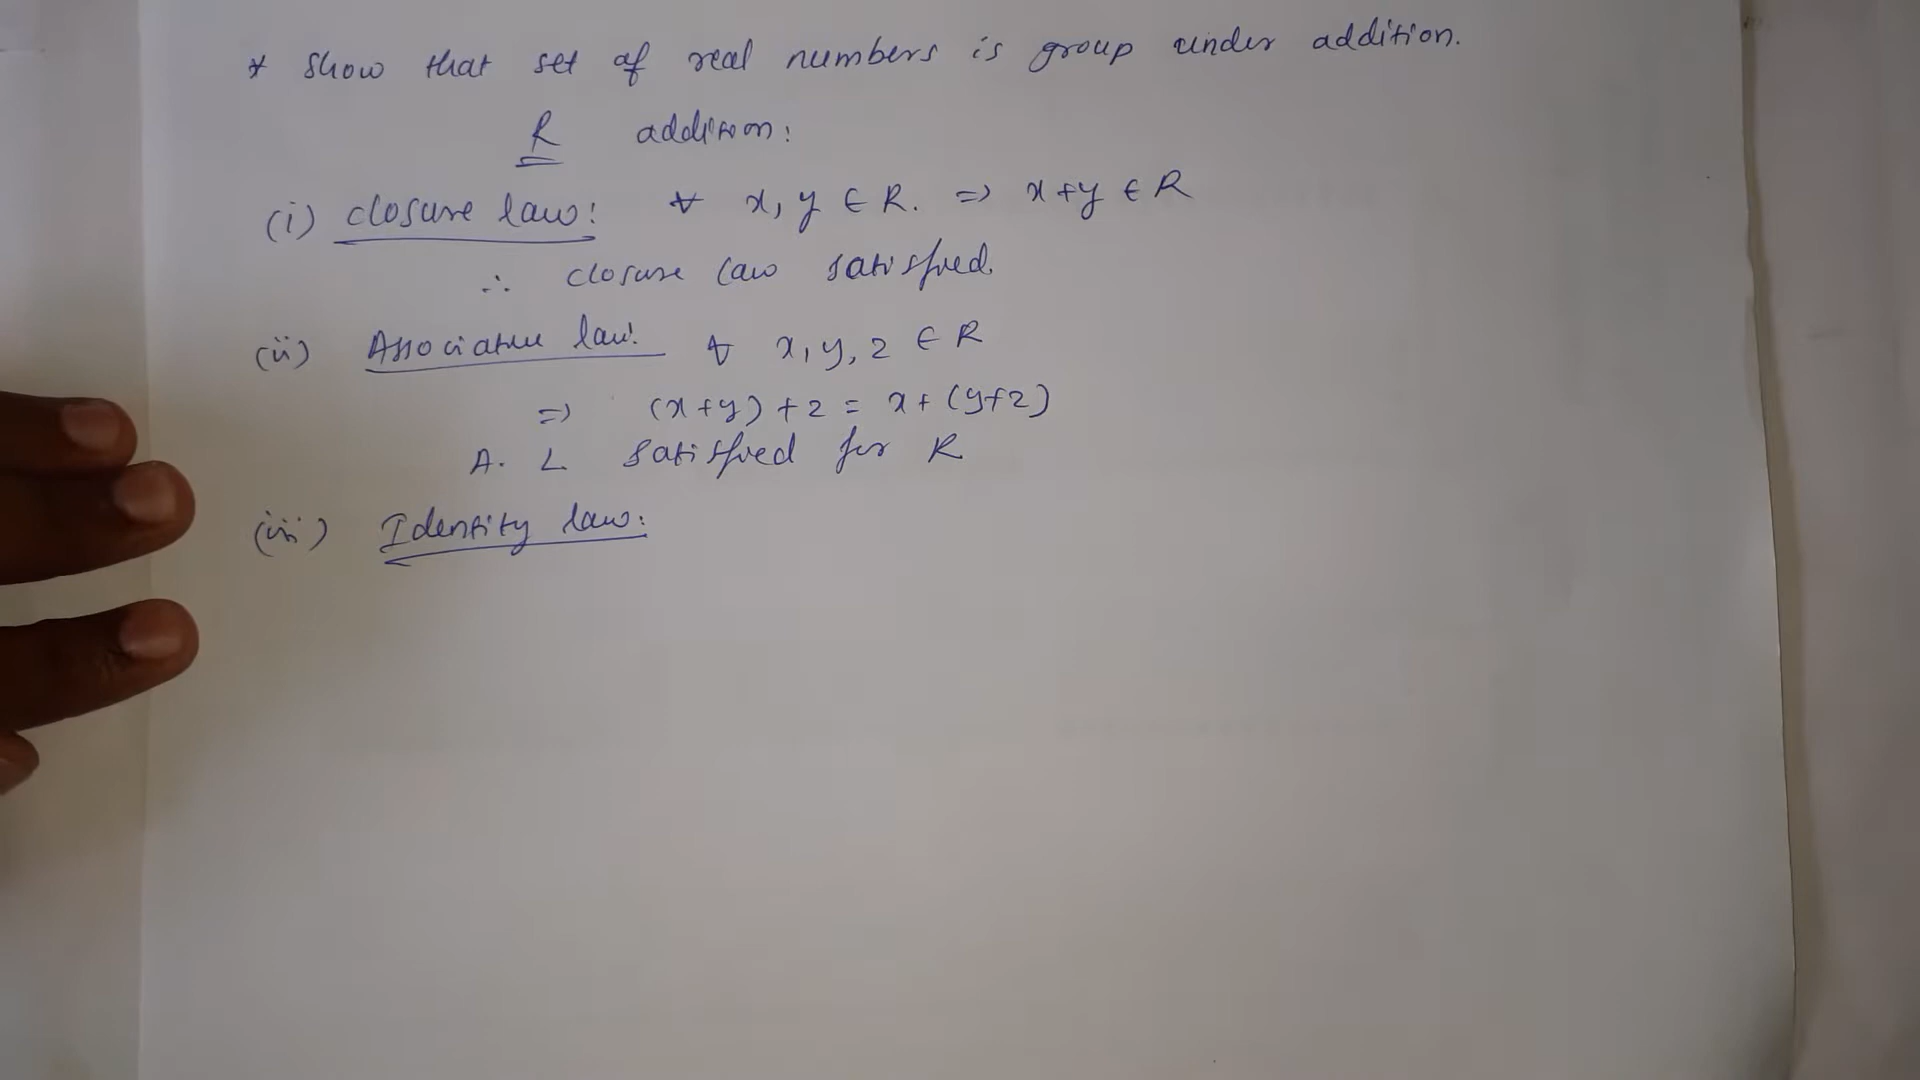 * Show that set of real numbers is group under addition.
R addition:
(i) closure law: ∀ x, y ∈ R. => x+y ∈ R
∴ closure law satisfied.
(ii) Associative law: ∀ x, y, z ∈ R
=> (x+y)+z = x+(y+z)
A. L satisfied for R
(iii) Identity law: